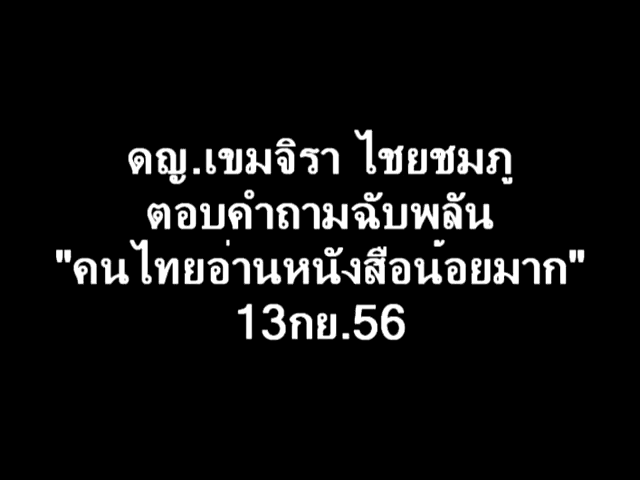 ดญ.เขมจิรา ไชยชมภู
ตอบคำถามฉับพลัน
"คนไทยอ่านหนังสือน้อยมาก"
13กย.56